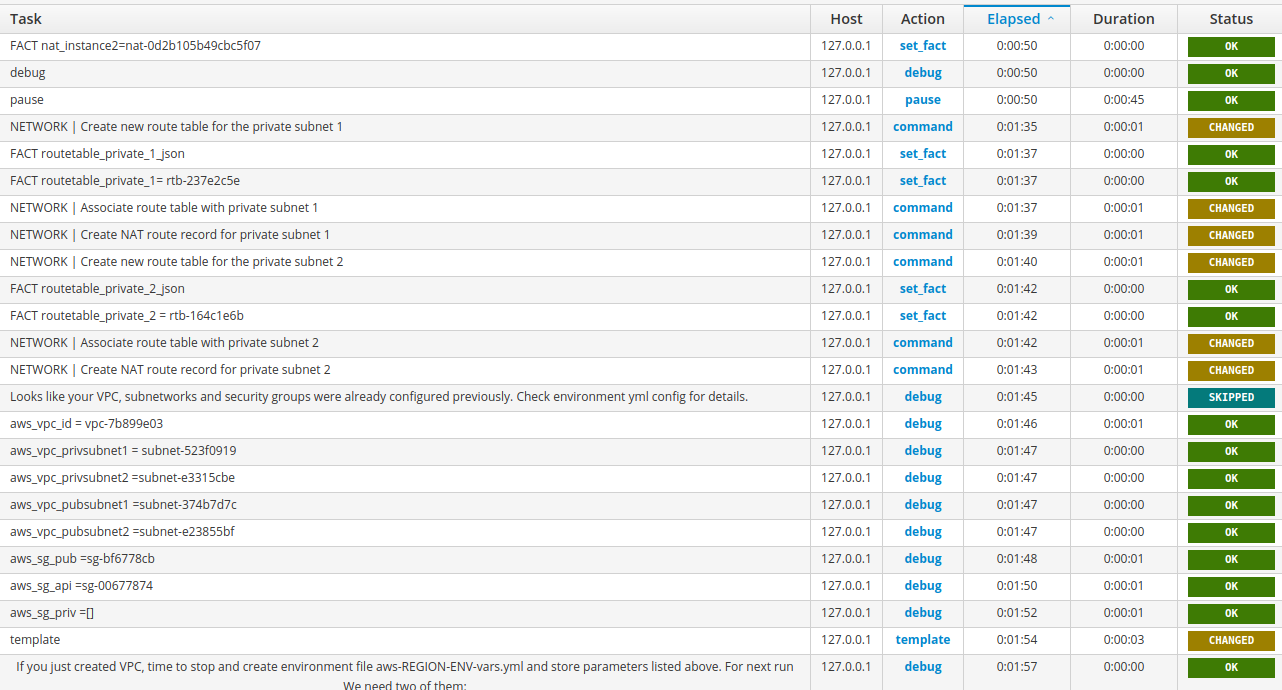 Task Host Action Elapsed Duration Status
FACT nat_instance2=nat-0d2b105b49cbc5f07 127.0.0.1 set_fact 0:00:50 0:00:00 OK
debug 127.0.0.1 debug 0:00:50 0:00:00 OK
pause 127.0.0.1 pause 0:00:50 0:00:45 OK
NETWORK | Create new route table for the private subnet 1 127.0.0.1 command 0:01:35 0:00:01 CHANGED
FACT routetable_private_1_json 127.0.0.1 set_fact 0:01:37 0:00:00 OK
FACT routetable_private_1= rtb-237e2c5e 127.0.0.1 set_fact 0:01:37 0:00:00 OK
NETWORK | Associate route table with private subnet 1 127.0.0.1 command 0:01:37 0:00:01 CHANGED
NETWORK | Create NAT route record for private subnet 1 127.0.0.1 command 0:01:39 0:00:01 CHANGED
NETWORK | Create new route table for the private subnet 2 127.0.0.1 command 0:01:40 0:00:01 CHANGED
FACT routetable_private_2_json 127.0.0.1 set_fact 0:01:42 0:00:00 OK
FACT routetable_private_2 = rtb-164c1e6b 127.0.0.1 set_fact 0:01:42 0:00:00 OK
NETWORK | Associate route table with private subnet 2 127.0.0.1 command 0:01:42 0:00:01 CHANGED
NETWORK | Create NAT route record for private subnet 2 127.0.0.1 command 0:01:43 0:00:01 CHANGED
Looks like your VPC, subnetworks and security groups were already configured previously. Check environment yml config for details. 127.0.0.1 debug 0:01:45 0:00:00 SKIPPED
aws_vpc_id = vpc-7b899e03 127.0.0.1 debug 0:01:46 0:00:01 OK
aws_vpc_privsubnet1 = subnet-523f0919 127.0.0.1 debug 0:01:47 0:00:00 OK
aws_vpc_privsubnet2 =subnet-e3315cbe 127.0.0.1 debug 0:01:47 0:00:00 OK
aws_vpc_pubsubnet1 =subnet-374b7d7c 127.0.0.1 debug 0:01:47 0:00:00 OK
aws_vpc_pubsubnet2 =subnet-e23855bf 127.0.0.1 debug 0:01:47 0:00:00 OK
aws_sg_pub =sg-bf6778cb 127.0.0.1 debug 0:01:48 0:00:01 OK
aws_sg_api =sg-00677874 127.0.0.1 debug 0:01:50 0:00:01 OK
aws_sg_priv =[] 127.0.0.1 debug 0:01:52 0:00:01 OK
template 127.0.0.1 template 0:01:54 0:00:03 CHANGED
If you just created VPC, time to stop and create environment file aws-REGION-ENV-vars.yml and store parameters listed above. For next run 127.0.0.1 debug 0:01:57 0:00:00 OK
We need two of them: